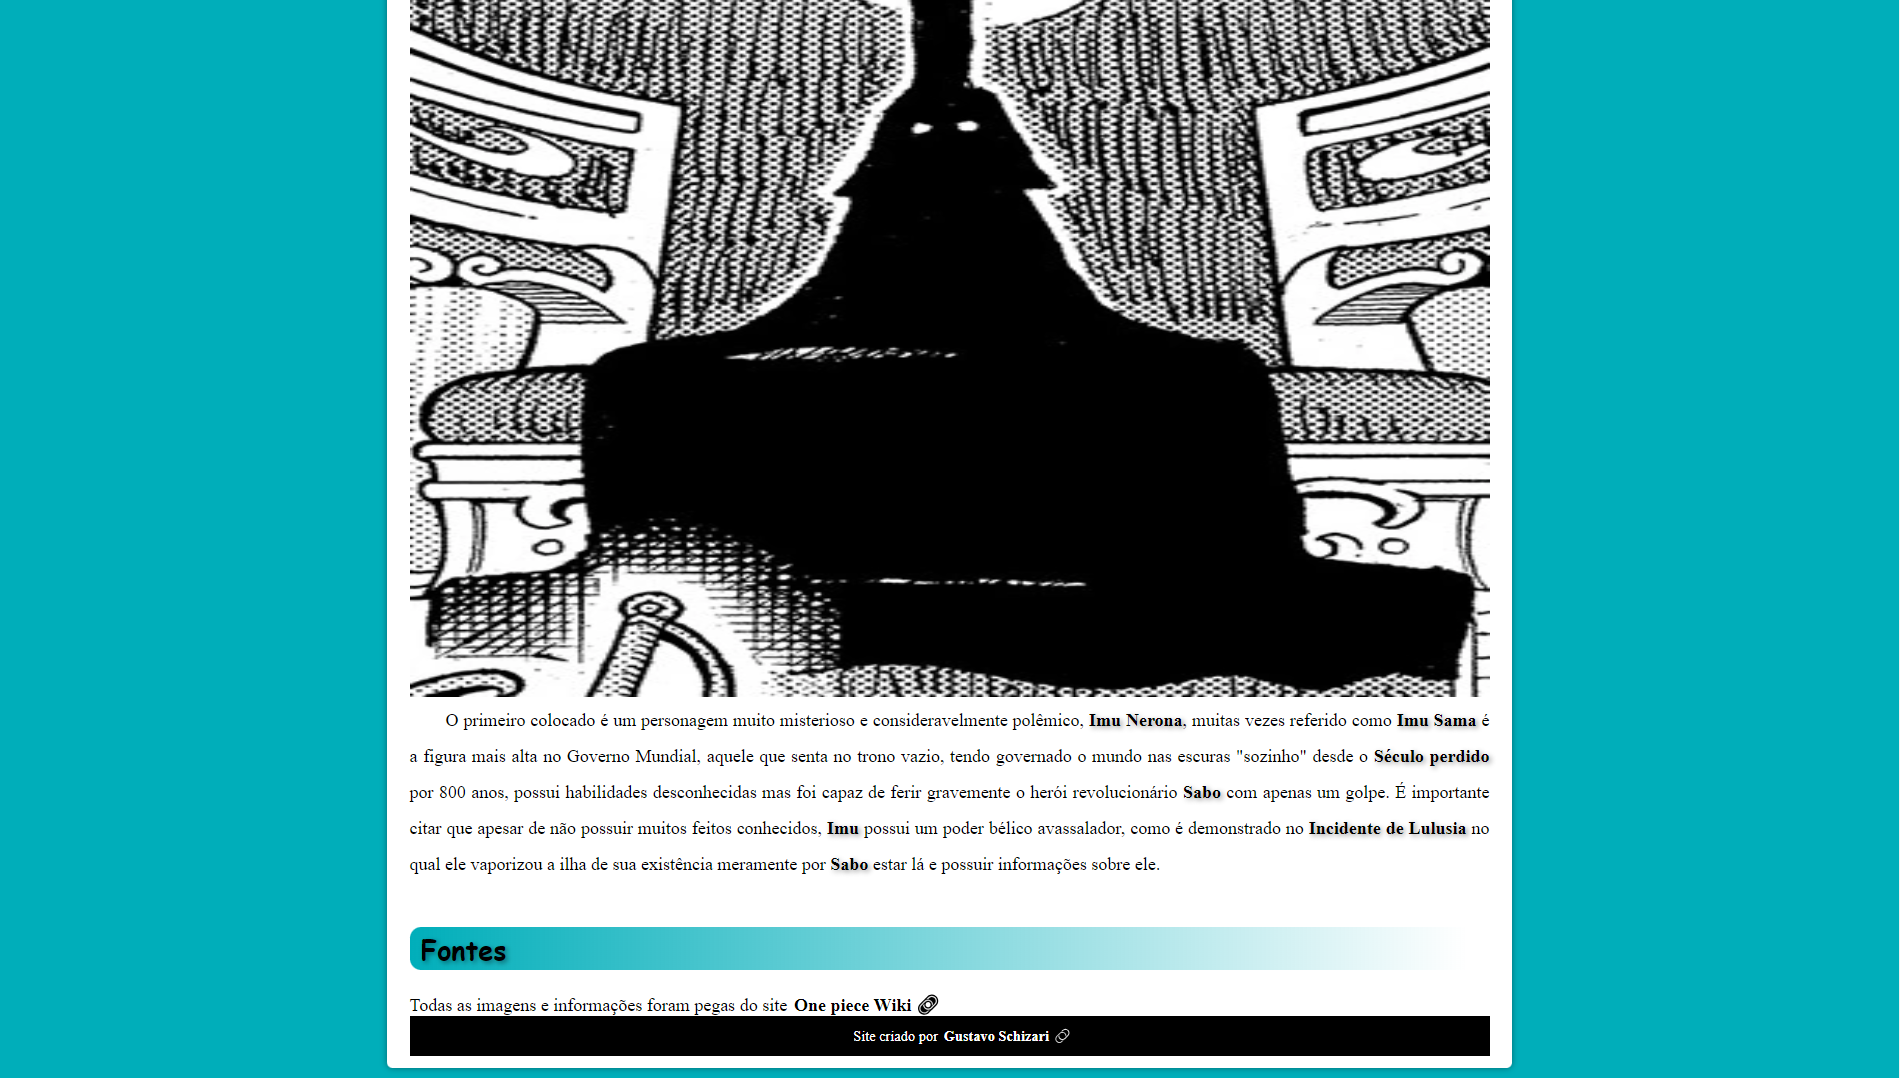 O primeiro colocado é um personagem muito misterioso e consideravelmente polêmico, Imu Nerona, muitas vezes referido como Imu Sama é
a figura mais alta no Governo Mundial, aquele que senta no trono vazio, tendo governado o mundo nas escuras "sozinho" desde o Século perdido
por 800 anos, possui habilidades desconhecidas mas foi capaz de ferir gravemente o herói revolucionário Sabo com apenas um golpe. É importante
citar que apesar de não possuir muitos feitos conhecidos, Imu possui um poder bélico avassalador, como é demonstrado no Incidente de Lulusia no
qual ele vaporizou a ilha de sua existência meramente por Sabo estar lá e possuir informações sobre ele.
Fontes
Todas as imagens e informações foram pegas do site One piece Wiki
Site criado por Gustavo Schizari